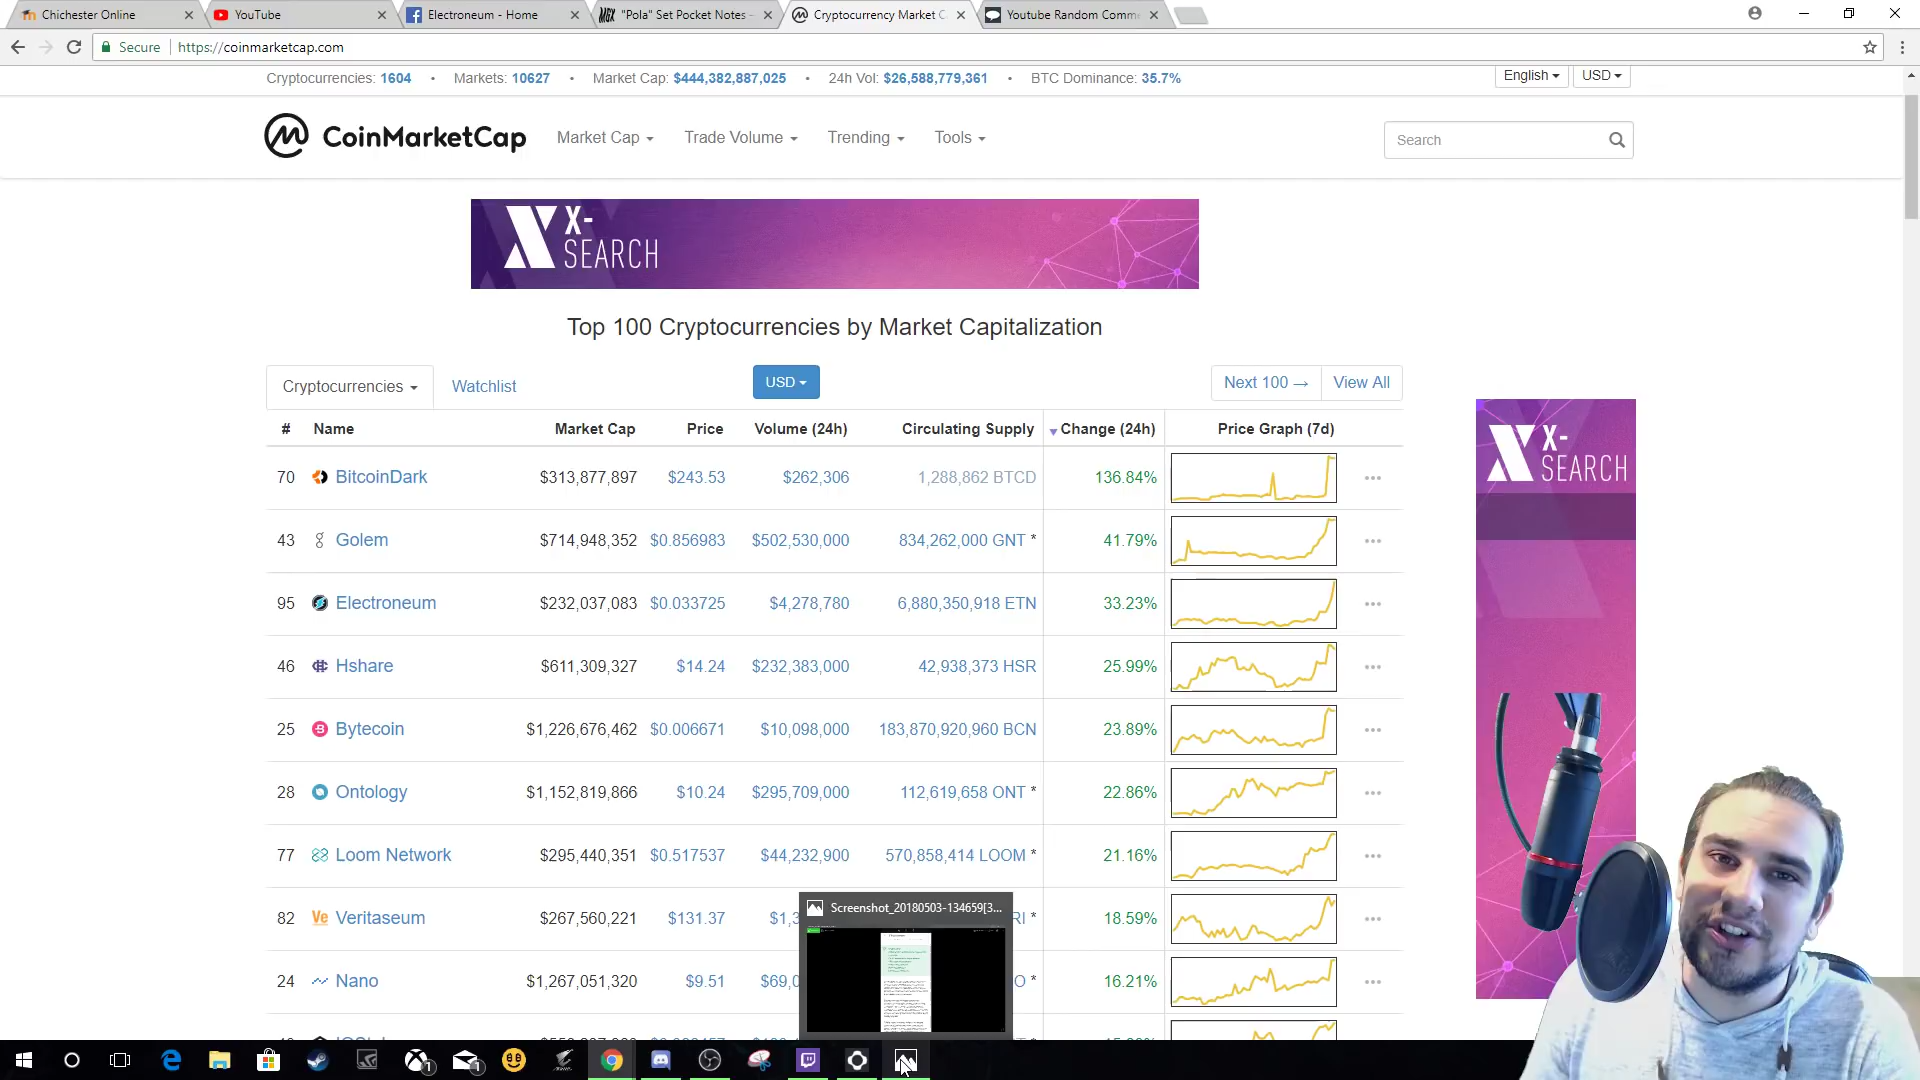 Chichester Online
YouTube
Electroneum - Home
"Pola" Set Pocket Notes -
Cryptocurrency Market C
Youtube Random Comm
Secure
https://coinmarketcap.com
Cryptocurrencies: 1604 • Markets: 10627 • Market Cap: $444,382,887,025 • 24h Vol: $26,588,779,361 • BTC Dominance: 35.7%
English USD
CoinMarketCap
Market Cap Trade Volume Trending Tools
Search
X-
SEARCH
Top 100 Cryptocurrencies by Market Capitalization
Cryptocurrencies Watchlist USD Next 100 → View All
# Name Market Cap Price Volume (24h) Circulating Supply Change (24h) Price Graph (7d)
X-
SEARCH
70 BitcoinDark $313,877,897 $243.53 $262,306 1,288,862 BTCD 136.84%
43 Golem $714,948,352 $0.856983 $502,530,000 834,262,000 GNT * 41.79%
95 Electroneum $232,037,083 $0.033725 $4,278,780 6,880,350,918 ETN 33.23%
46 Hshare $611,309,327 $14.24 $232,383,000 42,938,373 HSR 25.99%
25 Bytecoin $1,226,676,462 $0.006671 $10,098,000 183,870,920,960 BCN 23.89%
28 Ontology $1,152,819,866 $10.24 $295,709,000 112,619,658 ONT * 22.86%
77 Loom Network $295,440,351 $0.517537 $44,232,900 570,858,414 LOOM * 21.16%
Screenshot_20180503-134659[3...
82 Ve Veritaseum $267,560,221 $131.37 $1,3 RI * 18.59%
24 Nano $1,267,051,320 $9.51 $69,0 O * 16.21%
1 1